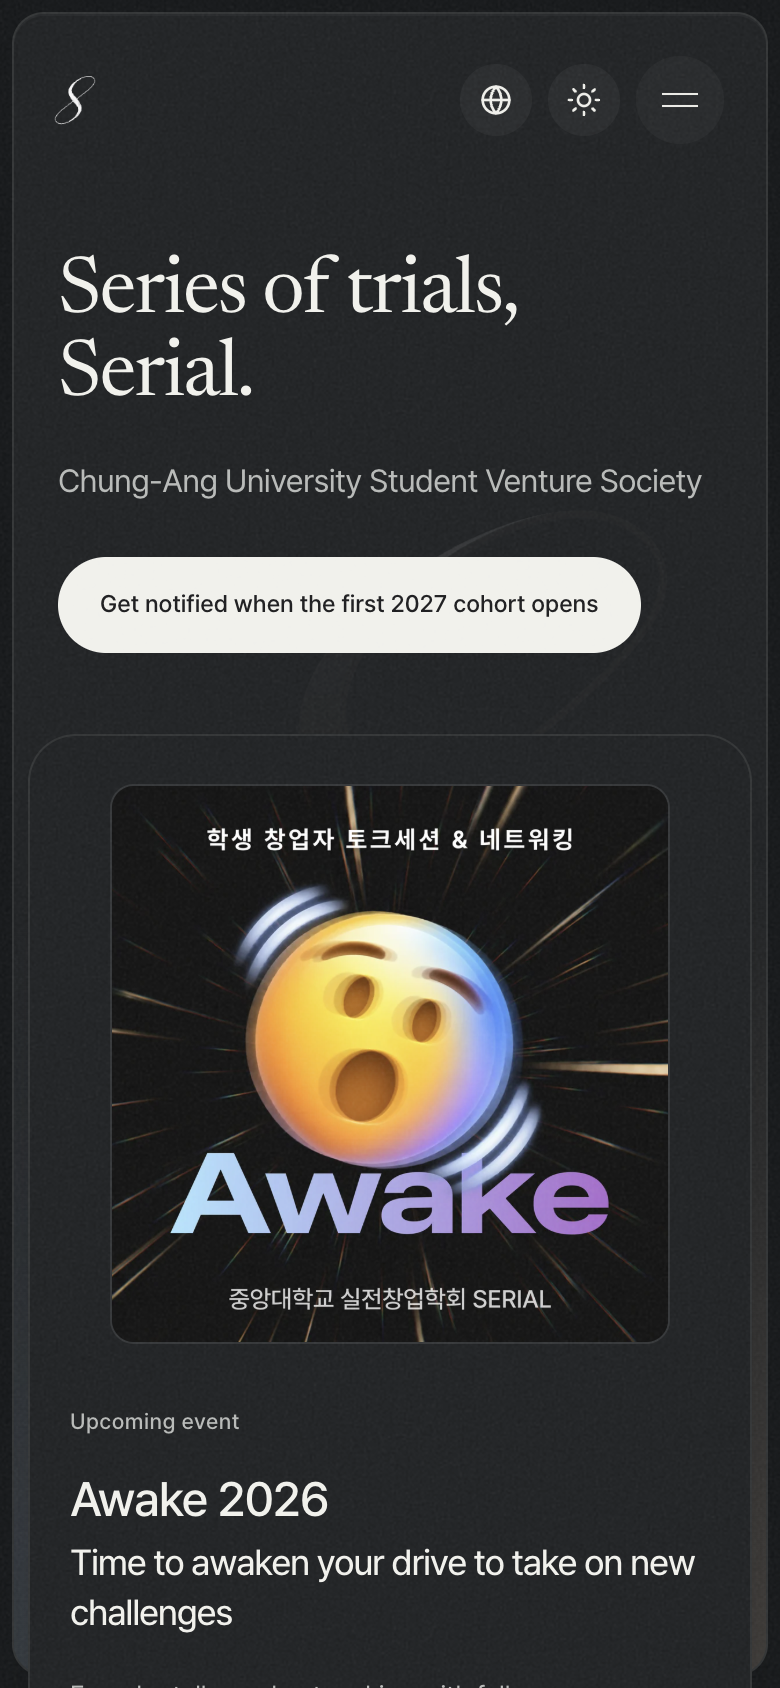 Series of trials,
Serial.
Chung-Ang University Student Venture Society
Get notified when the first 2027 cohort opens
학생 창업자 토크세션 & 네트워킹
Awake
중앙대학교 실전창업학회 SERIAL
Upcoming event
Awake 2026
Time to awaken your drive to take on new
challenges